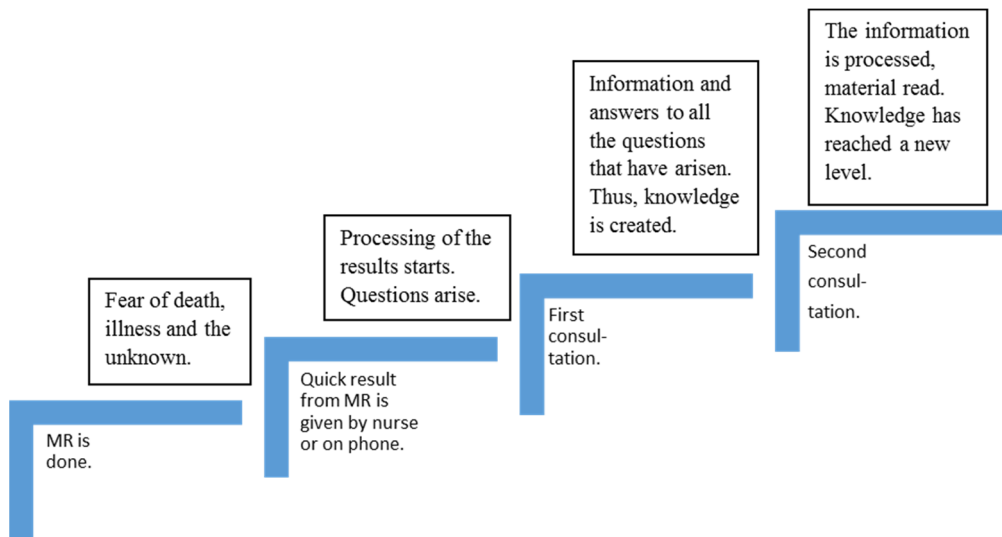 Fear of death,
illness and the
unknown.
MR is
done.
Processing of the
results starts.
Questions arise.
Quick result
from MR is
given by nurse
or on phone.
Information and
answers to all
the questions
that have arisen.
Thus, knowledge
is created.
First
consul-
tation.
The information
is processed,
material read.
Knowledge has
reached a new
level.
Second
consul-
tation.